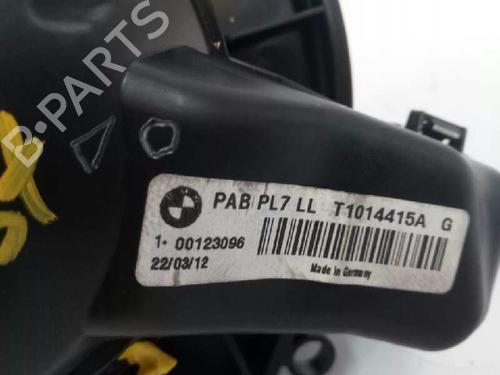 B-PARTS
PAB PL7 LL T1014415A G
1- 00123096
22/03/12
Made in Germany